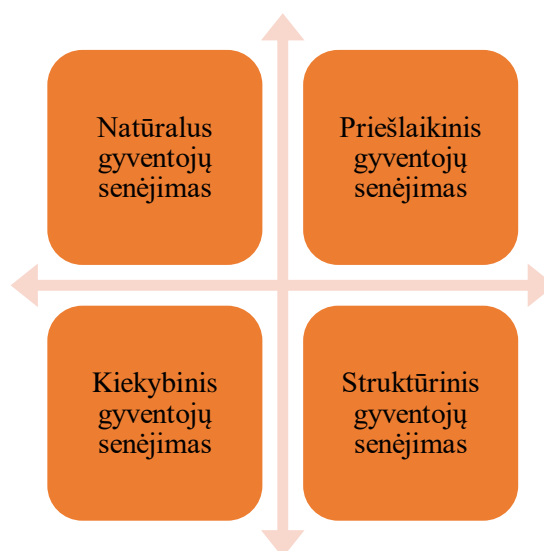 Natūralus
gyventojų
senėjimas
Priešlaikinis
gyventojų
senėjimas
Kiekybinis
gyventojų
senėjimas
Struktūrinis
gyventojų
senėjimas